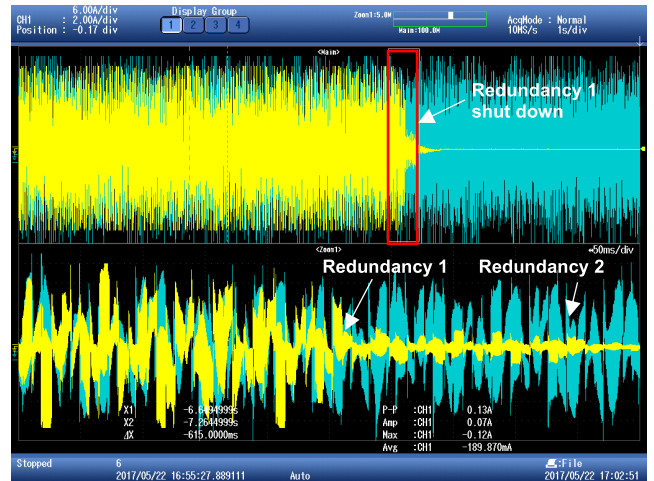 6.00A/div
CH1 : 2.00A/div
Position : -0.17 div
Display Group
1 2 3 4
Zoom1:5.0M
Main:100.0M
AcqMode : Normal
10MS/s 1s/div
<Main>
Redundancy 1
shut down
<Zoom1>
50ms/div
Redundancy 1 Redundancy 2
X1 -6.6494999s
X2 -7.2644999s
ΔX -615.0000ms
P-P :CH1 0.13A
Amp :CH1 0.07A
Max :CH1 -0.12A
Avg :CH1 -189.870mA
Stopped 6
2017/05/22 16:55:27.889111 Auto
:File
2017/05/22 17:02:51